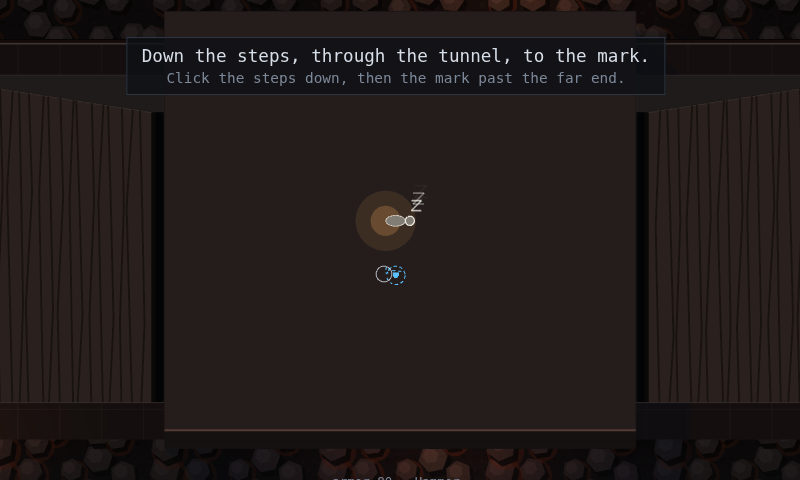 Down the steps, through the tunnel, to the mark.
Click the steps down, then the mark past the far end.
Z
Z